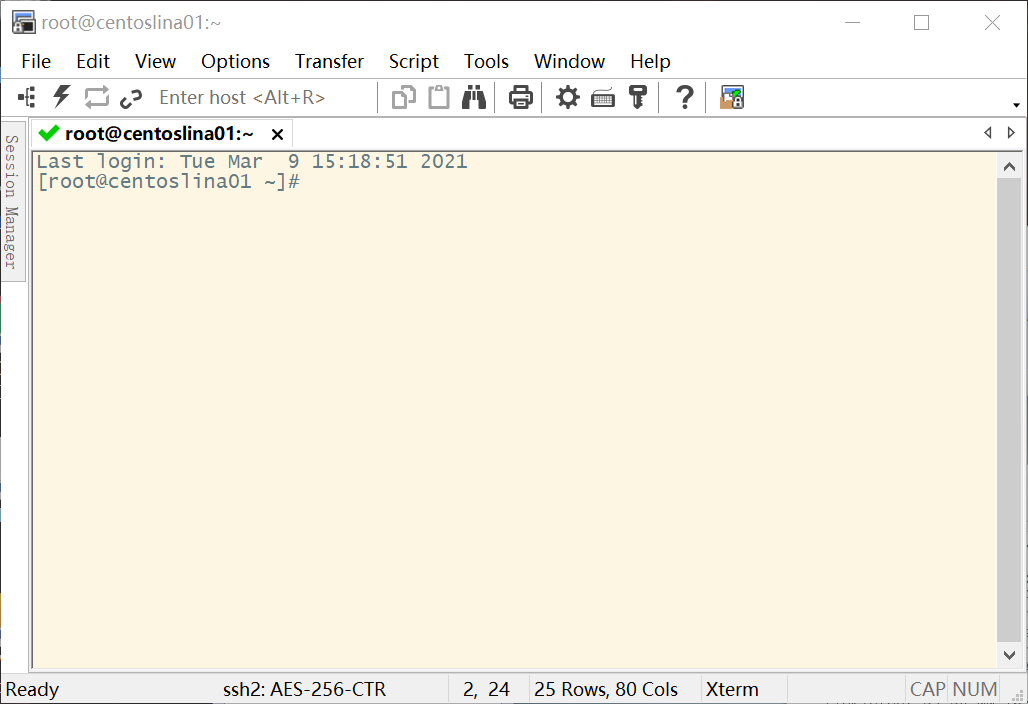 root@centoslina01:~
File Edit View Options Transfer Script Tools Window Help
Enter host <Alt+R>
root@centoslina01:~
Session Manager
Last login: Tue Mar  9 15:18:51 2021
[root@centoslina01 ~]#
Ready ssh2: AES-256-CTR 2, 24 25 Rows, 80 Cols Xterm CAP NUM